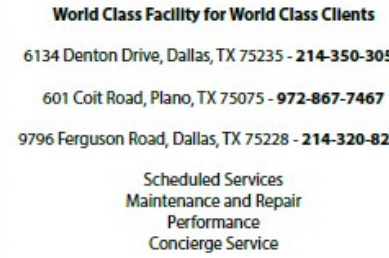 World Class Facility for World Class Clients
6134 Denton Drive, Dallas, TX 75235 - 214-350-305
601 Coit Road, Plano, TX 75075 - 972-867-7467
9796 Ferguson Road, Dallas, TX 75228 - 214-320-82
Scheduled Services
Maintenance and Repair
Performance
Concierge Service